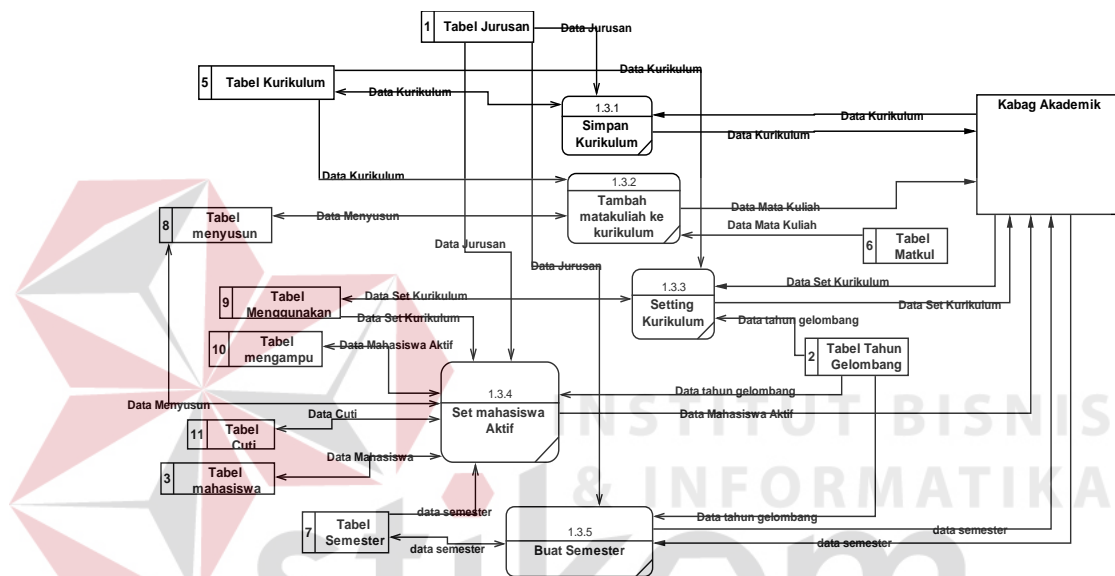 1 Tabel Jurusan
Data Jurusan
5 Tabel Kurikulum
Data Kurikulum
Data Kurikulum
1.3.1
Simpan
Kurikulum
Data Kurikulum
Data Kurikulum
Kabag Akademik
Data Kurikulum
1.3.2
Tambah
matakuliah ke
kurikulum
Data Mata Kuliah
Data Mata Kuliah
8 Tabel
menyusun
Data Menyusun
6 Tabel
Matkul
Data Jurusan
Data Jurusan
1.3.3
Setting
Kurikulum
Data Set Kurikulum
Data Set Kurikulum
9 Tabel
Menggunakan
Data Set Kurikulum
Data Set Kurikulum
Data tahun gelombang
10 Tabel
mengampu
Data Mahasiswa Aktif
2 Tabel Tahun
Gelombang
1.3.4
Set mahasiswa
Aktif
Data tahun gelombang
Data Menyusun
Data Cuti
Data Mahasiswa Aktif
11 Tabel
Cuti
Data Mahasiswa
3 Tabel
mahasiswa
INSTITUT BISNIS
& INFORMATIKA
stikom
7 Tabel
Semester
data semester
data semester
1.3.5
Buat Semester
Data tahun gelombang
data semester
data semester